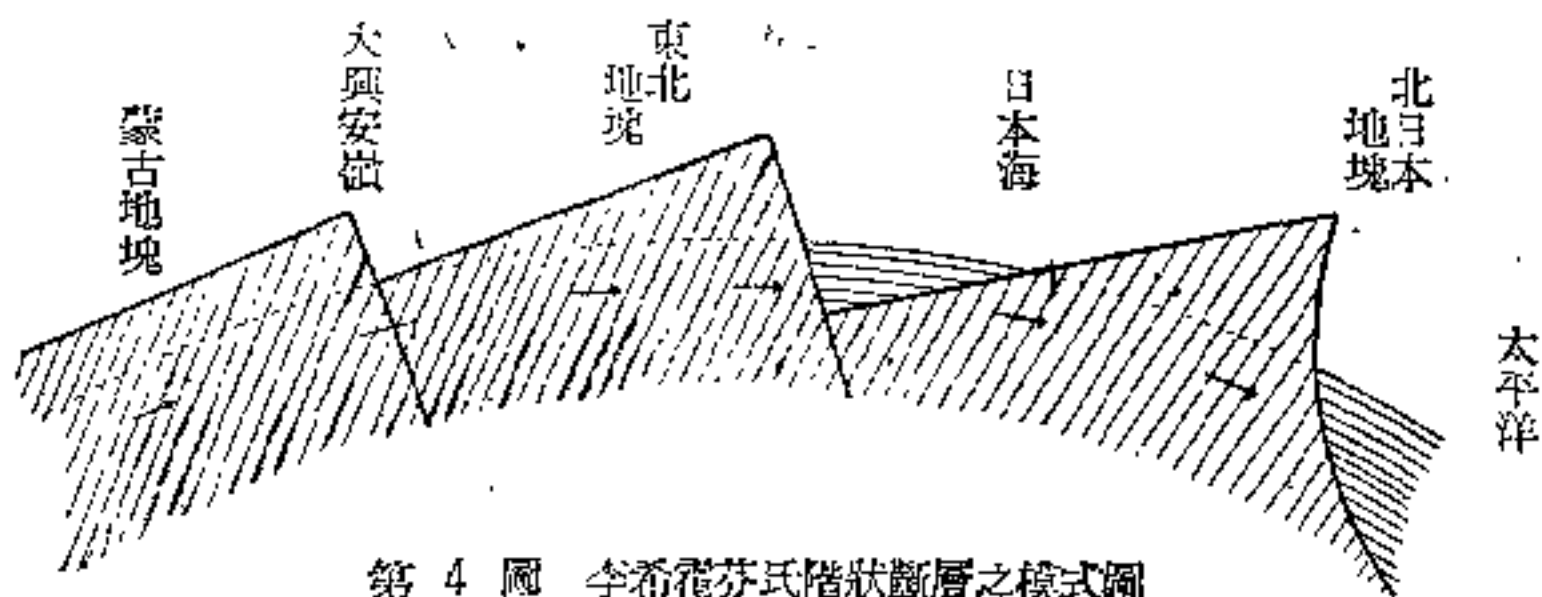 蒙古地塊
大興安嶺
東北
地塊
日本海
北日本
地塊
太平洋
第 4 圖 李希霍芬氏階狀斷層之模式圖